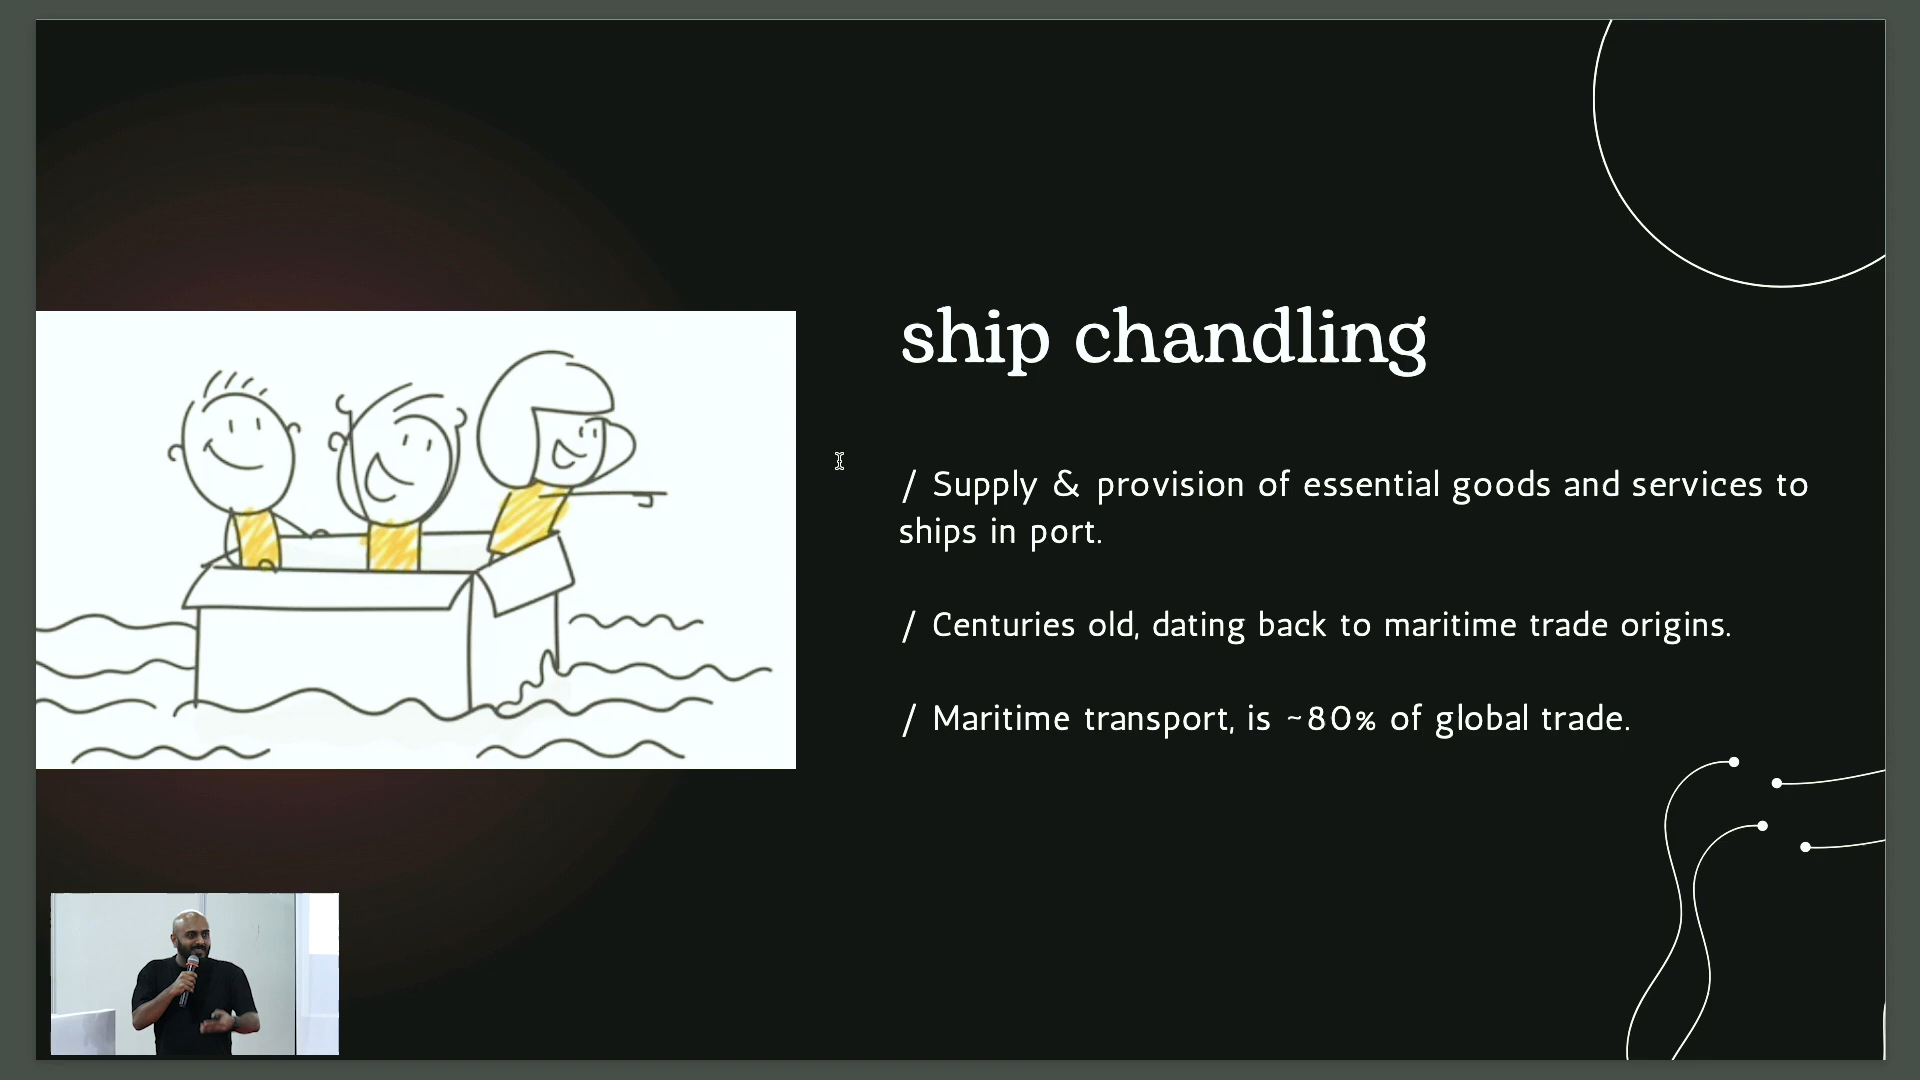 ship chandling
/ Supply & provision of essential goods and services to
ships in port.
/ Centuries old, dating back to maritime trade origins.
/ Maritime transport, is ~80% of global trade.